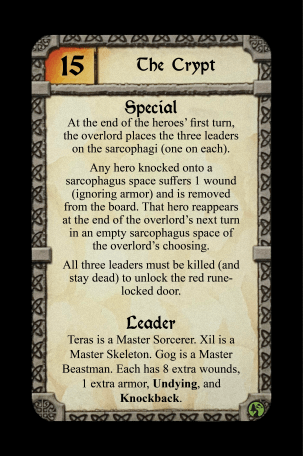 15
The Crypt
Special
At the end of the heroes' first turn,
the overlord places the three leaders
on the sarcophagi (one on each).
Any hero knocked onto a
sarcophagus space suffers 1 wound
(ignoring armor) and is removed
from the board. That hero reappears
at the end of the overlord's next turn
in an empty sarcophagus space of
the overlord's choosing.
All three leaders must be killed (and
stay dead) to unlock the red rune-
locked door.
Leader
Teras is a Master Sorcerer. Xil is a
Master Skeleton. Gog is a Master
Beastman. Each has 8 extra wounds,
1 extra armor, Undying, and
Knockback.